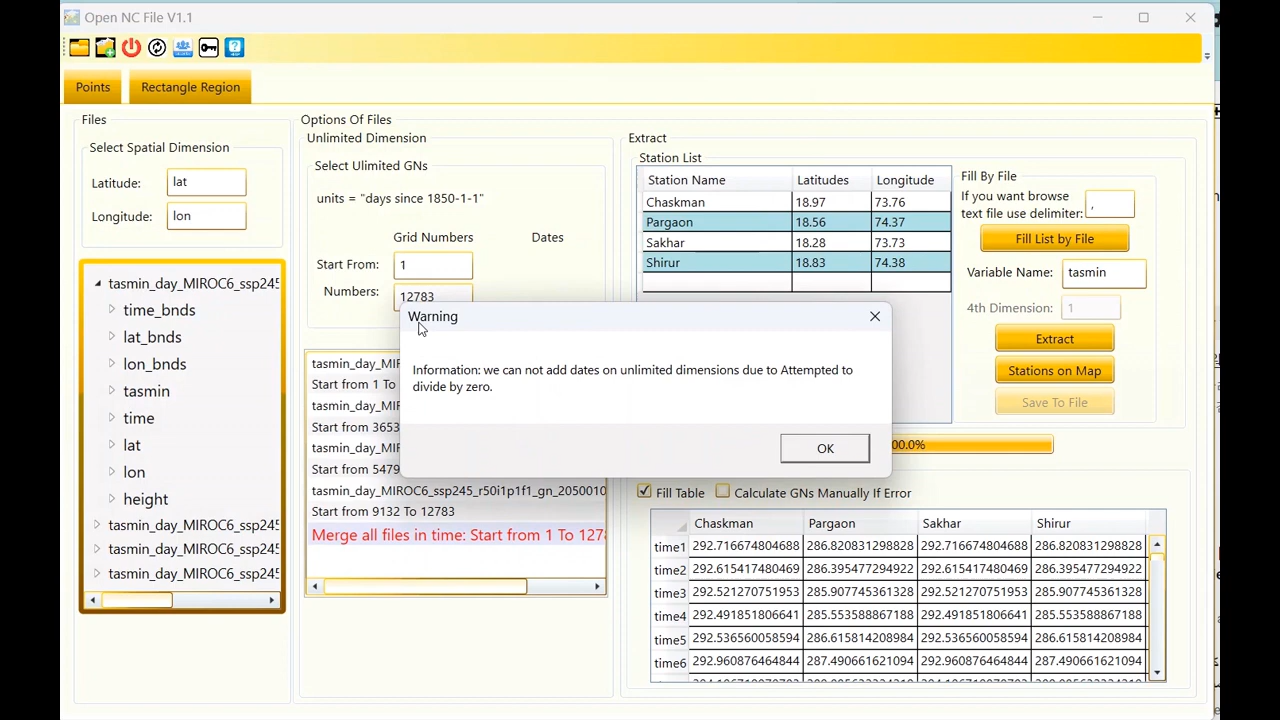 Open NC File V1.1
Points
Rectangle Region
Files
Select Spatial Dimension
Latitude: lat
Longitude: lon
tasmin_day_MIROC6_ssp245
time_bnds
lat_bnds
lon_bnds
tasmin
time
lat
lon
height
tasmin_day_MIROC6_ssp245
tasmin_day_MIROC6_ssp245
tasmin_day_MIROC6_ssp245
Options Of Files
Unlimited Dimension
Select Ulimited GNs
units = "days since 1850-1-1"
Grid Numbers Dates
Start From: 1
Numbers: 12783
tasmin_day_MIR
Start from 1 To
tasmin_day_MIR
Start from 3653
tasmin_day_MIR
Start from 5479
tasmin_day_MIROC6_ssp245_r50i1p1f1_gn_2050010
Start from 9132 To 12783
Merge all files in time: Start from 1 To 127
Warning
Information: we can not add dates on unlimited dimensions due to Attempted to
divide by zero.
OK
Extract
Station List
Station Name Latitudes Longitude
Chaskman 18.97 73.76
Pargaon 18.56 74.37
Sakhar 18.28 73.73
Shirur 18.83 74.38
Fill By File
If you want browse
text file use delimiter: ,
Fill List by File
Variable Name: tasmin
4th Dimension: 1
Extract
Stations on Map
Save To File
00.0%
Fill Table Calculate GNs Manually If Error
Chaskman Pargaon Sakhar Shirur
time1 292.716674804688 286.820831298828 292.716674804688 286.820831298828
time2 292.615417480469 286.395477294922 292.615417480469 286.395477294922
time3 292.521270751953 285.907745361328 292.521270751953 285.907745361328
time4 292.491851806641 285.553588867188 292.491851806641 285.553588867188
time5 292.536560058594 286.615814208984 292.536560058594 286.615814208984
time6 292.960876464844 287.490661621094 292.960876464844 287.490661621094